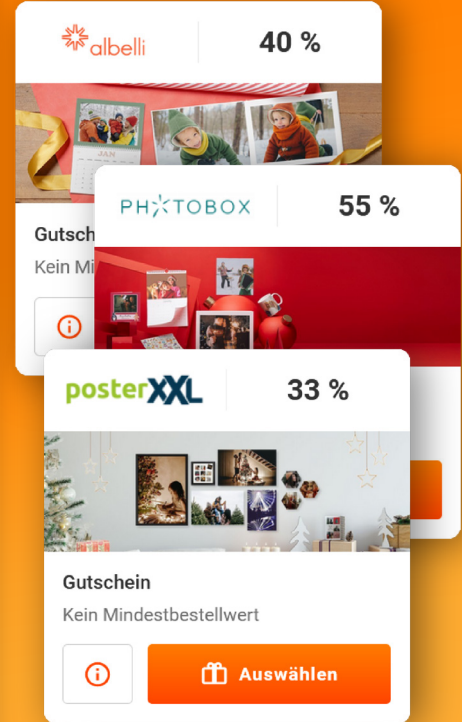 albelli
40 %
PHOTOBOX
55 %
Gutsch
Kein Mi
posterXXL
33 %
Gutschein
Kein Mindestbestellwert
Auswählen